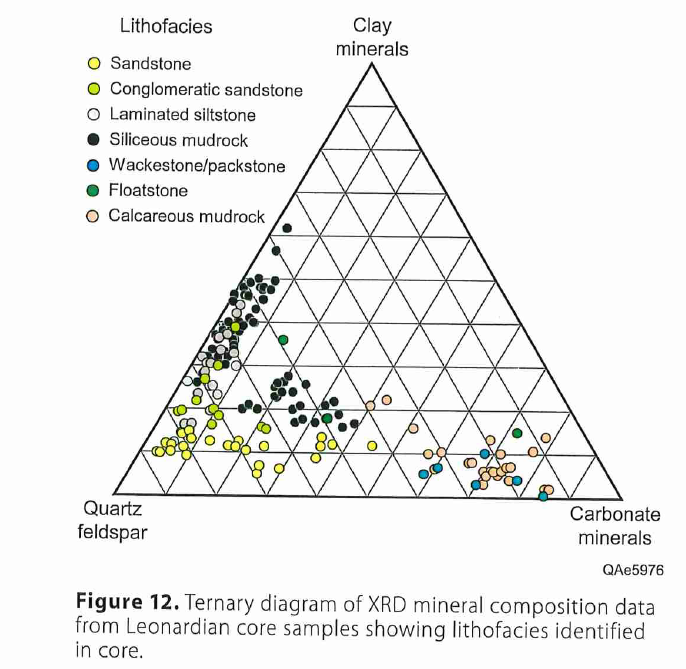 Lithofacies
Sandstone
Conglomeratic sandstone
Laminated siltstone
Siliceous mudrock
Wackestone/packstone
Floatstone
Calcareous mudrock
Clay
minerals
Quartz
feldspar
Carbonate
minerals
QAe5976
Figure 12. Ternary diagram of XRD mineral composition data
from Leonardian core samples showing lithofacies identified
in core.